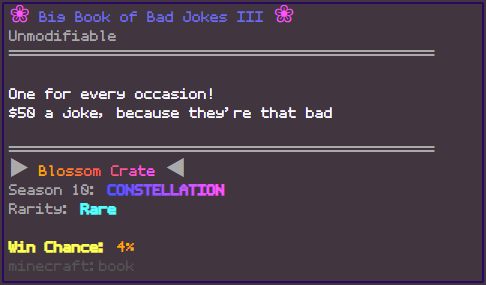 ❀ Big Book of Bad Jokes III ❀
Unmodifiable
One for every occasion!
$50 a joke, because they're that bad
▶ Blossom Crate ◀
Season 10: CONSTELLATION
Rarity: Rare
Win Chance: 4%
minecraft:book